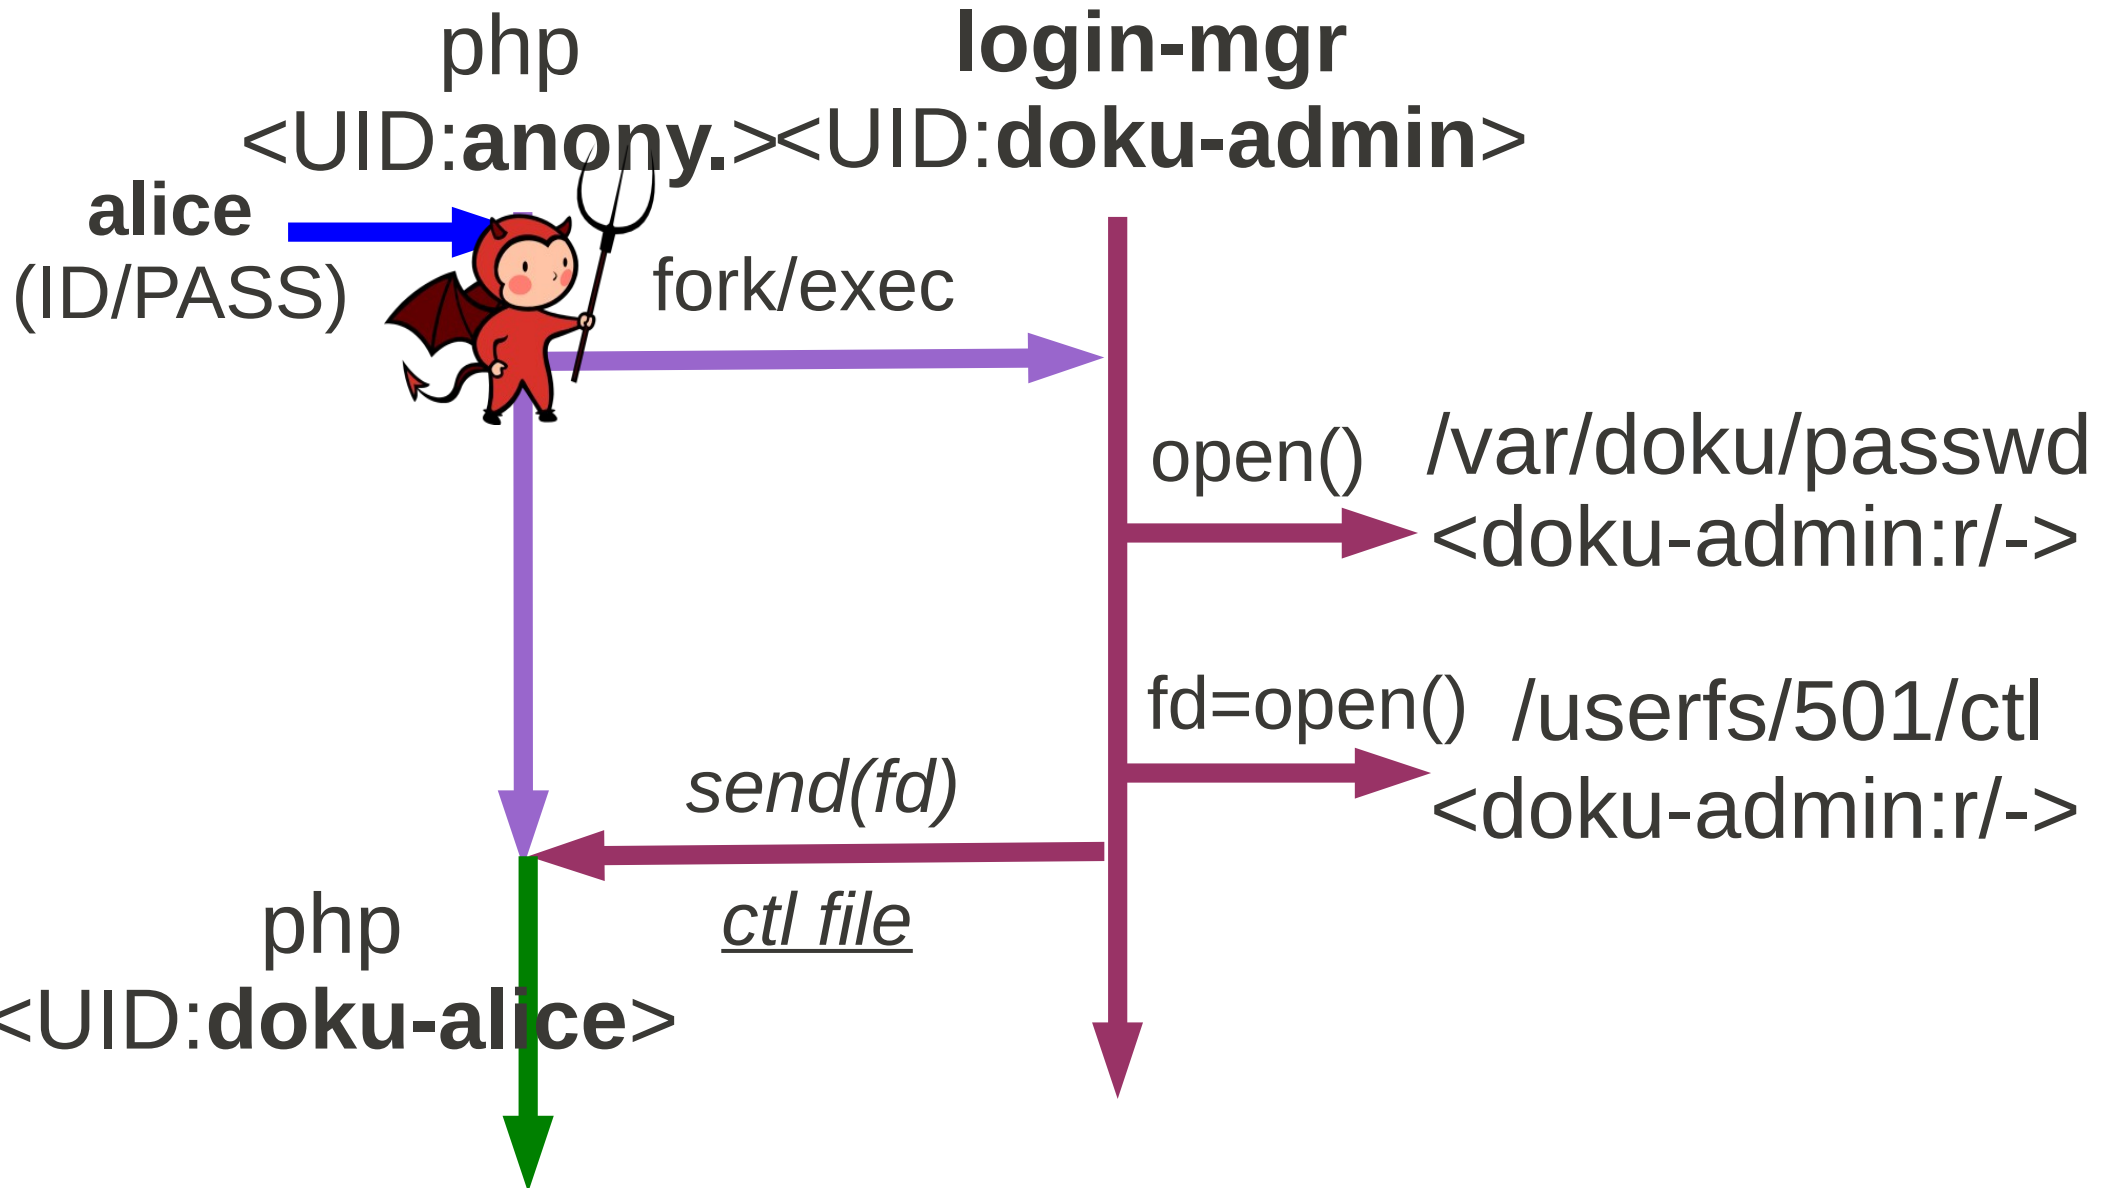 php
<UID:anony.>
login-mgr
<UID:doku-admin>
alice
(ID/PASS)
fork/exec
open()
/var/doku/passwd
<doku-admin:r/->
fd=open()
/userfs/501/ctl
<doku-admin:r/->
send(fd)
ctl file
php
<UID:doku-alice>